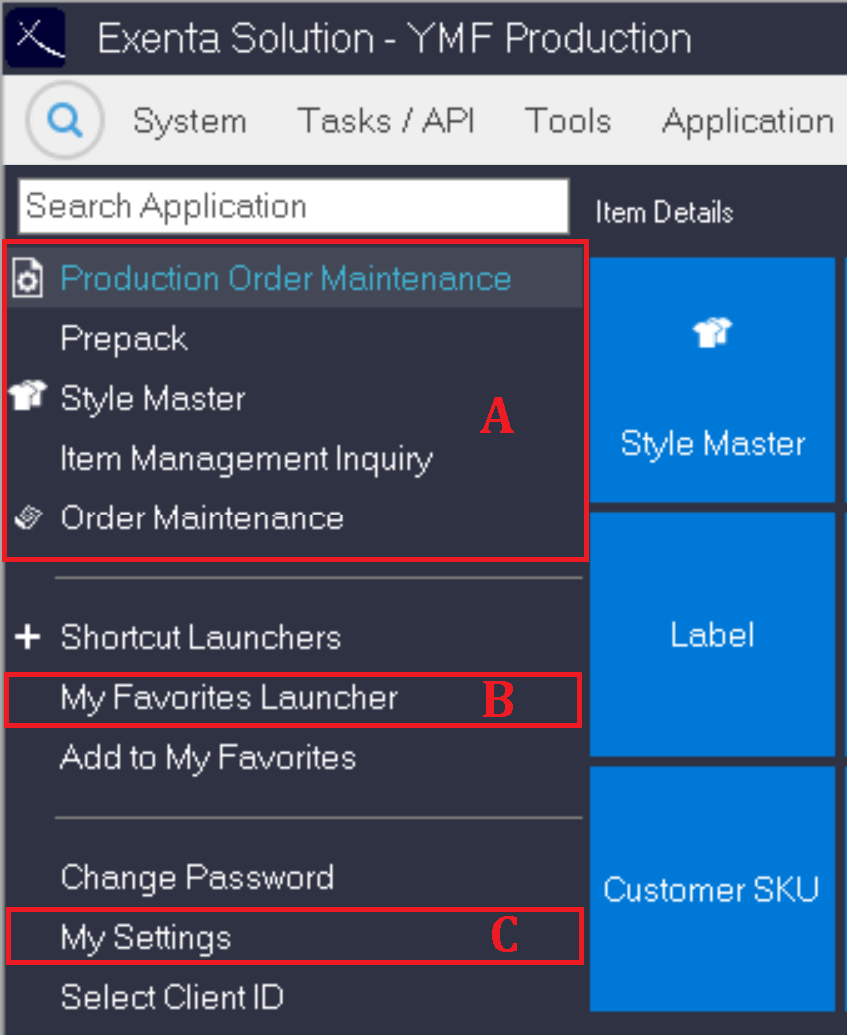 Exenta Solution - YMF Production
System Tasks / API Tools Application
Search Application
Production Order Maintenance
Prepack
Style Master
Item Management Inquiry
Order Maintenance
A
Shortcut Launchers
My Favorites Launcher B
Add to My Favorites
Change Password
My Settings C
Select Client ID
Item Details
Style Master
Label
Customer SKU